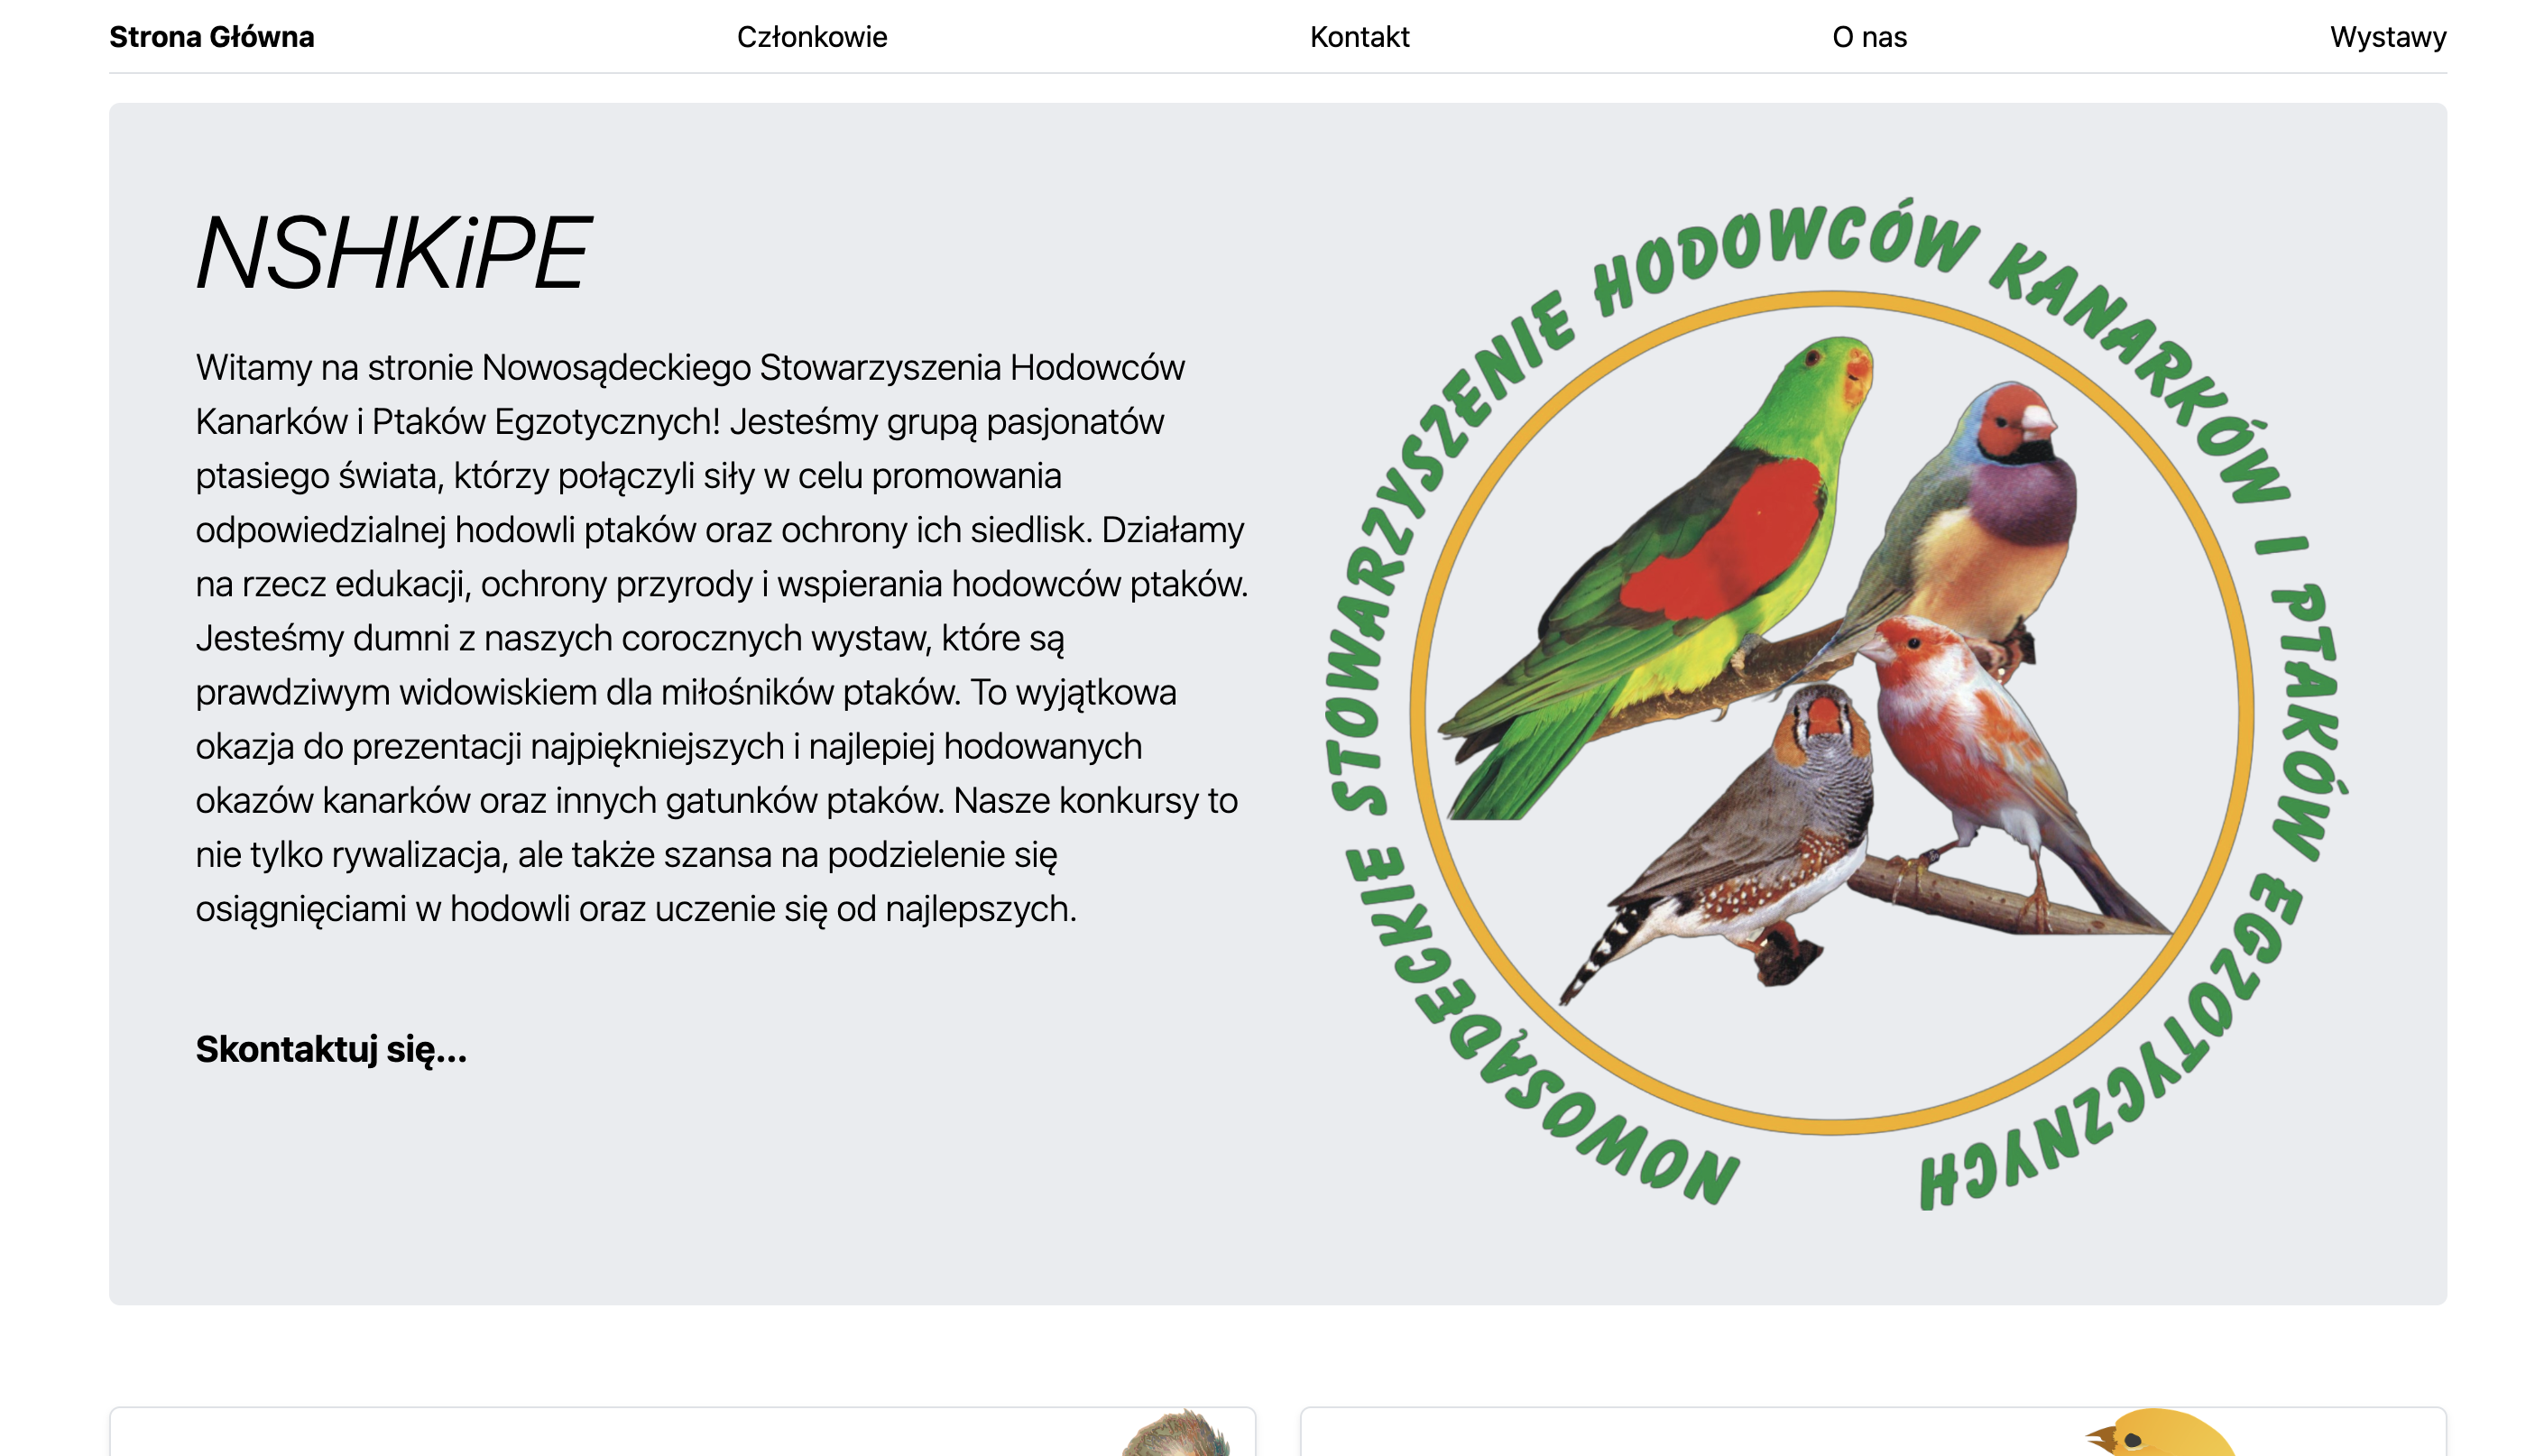 Strona Główna
Członkowie
Kontakt
O nas
Wystawy
NSHKiPE
Witamy na stronie Nowosądeckiego Stowarzyszenia Hodowców
Kanarków i Ptaków Egzotycznych! Jesteśmy grupą pasjonatów
ptasiego świata, którzy połączyli siły w celu promowania
odpowiedzialnej hodowli ptaków oraz ochrony ich siedlisk. Działamy
na rzecz edukacji, ochrony przyrody i wspierania hodowców ptaków.
Jesteśmy dumni z naszych corocznych wystaw, które są
prawdziwym widowiskiem dla miłośników ptaków. To wyjątkowa
okazja do prezentacji najpiękniejszych i najlepiej hodowanych
okazów kanarków oraz innych gatunków ptaków. Nasze konkursy to
nie tylko rywalizacja, ale także szansa na podzielenie się
osiągnięciami w hodowli oraz uczenie się od najlepszych.
Skontaktuj się...
NOWOSĄDECKIE STOWARZYSZENIE HODOWCÓW KANARKÓW I PTAKÓW EGZOTYCZNYCH